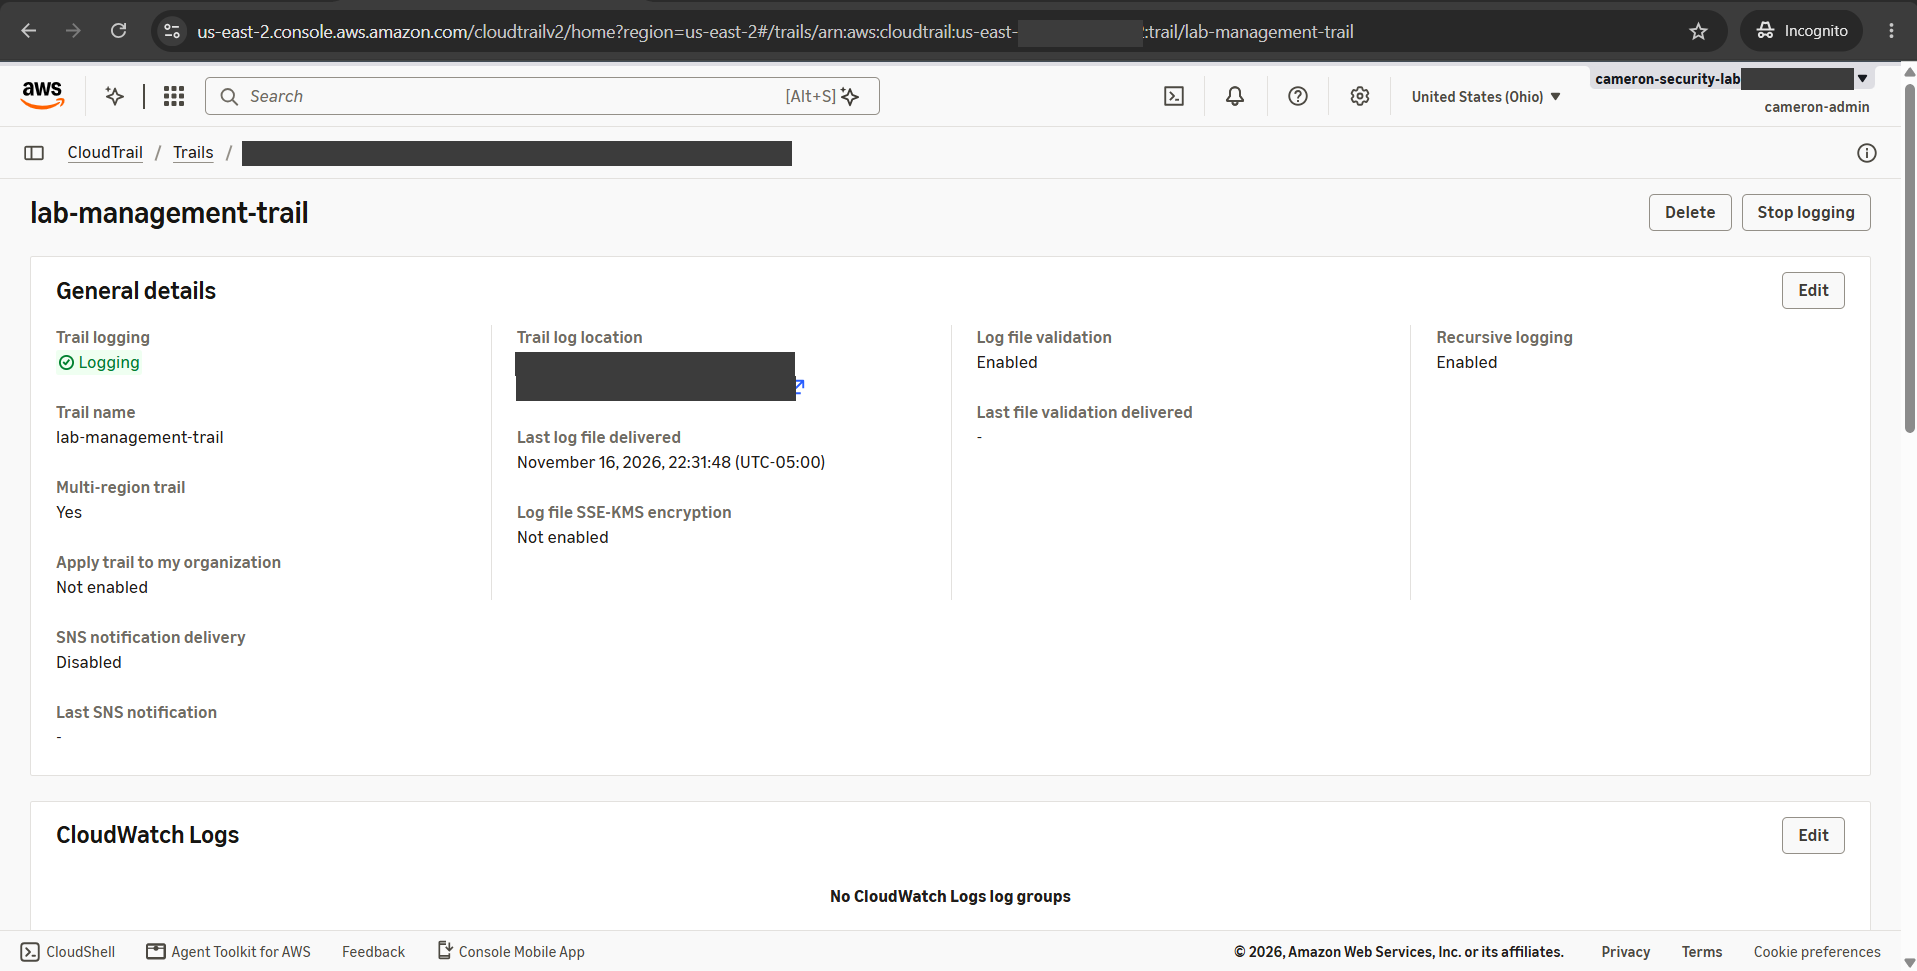 us-east-2.console.aws.amazon.com/cloudtrailv2/home?region=us-east-2#/trails/arn:aws:cloudtrail:us-east- :trail/lab-management-trail
Incognito
aws
Search
[Alt+S]
United States (Ohio)
cameron-security-lab
cameron-admin
CloudTrail / Trails /
lab-management-trail
Delete
Stop logging
General details
Edit
Trail logging
Logging
Trail name
lab-management-trail
Multi-region trail
Yes
Apply trail to my organization
Not enabled
SNS notification delivery
Disabled
Last SNS notification
-
Trail log location
Last log file delivered
November 16, 2026, 22:31:48 (UTC-05:00)
Log file SSE-KMS encryption
Not enabled
Log file validation
Enabled
Last file validation delivered
-
Recursive logging
Enabled
CloudWatch Logs
Edit
No CloudWatch Logs log groups
CloudShell
Agent Toolkit for AWS
Feedback
Console Mobile App
© 2026, Amazon Web Services, Inc. or its affiliates.
Privacy
Terms
Cookie preferences